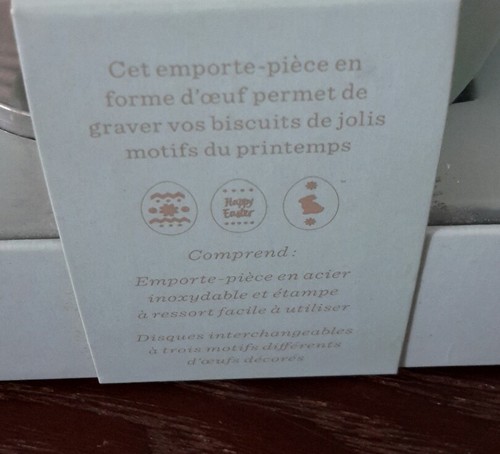 Cet emporte-pièce en
forme d'œuf permet de
graver vos biscuits de jolis
motifs du printemps
Happy
Easter
Comprend:
Emporte-pièce en acier
inoxydable et étampe
à ressort facile à utiliser
Disques interchangeables
à trois motifs différents
d'œufs décorés